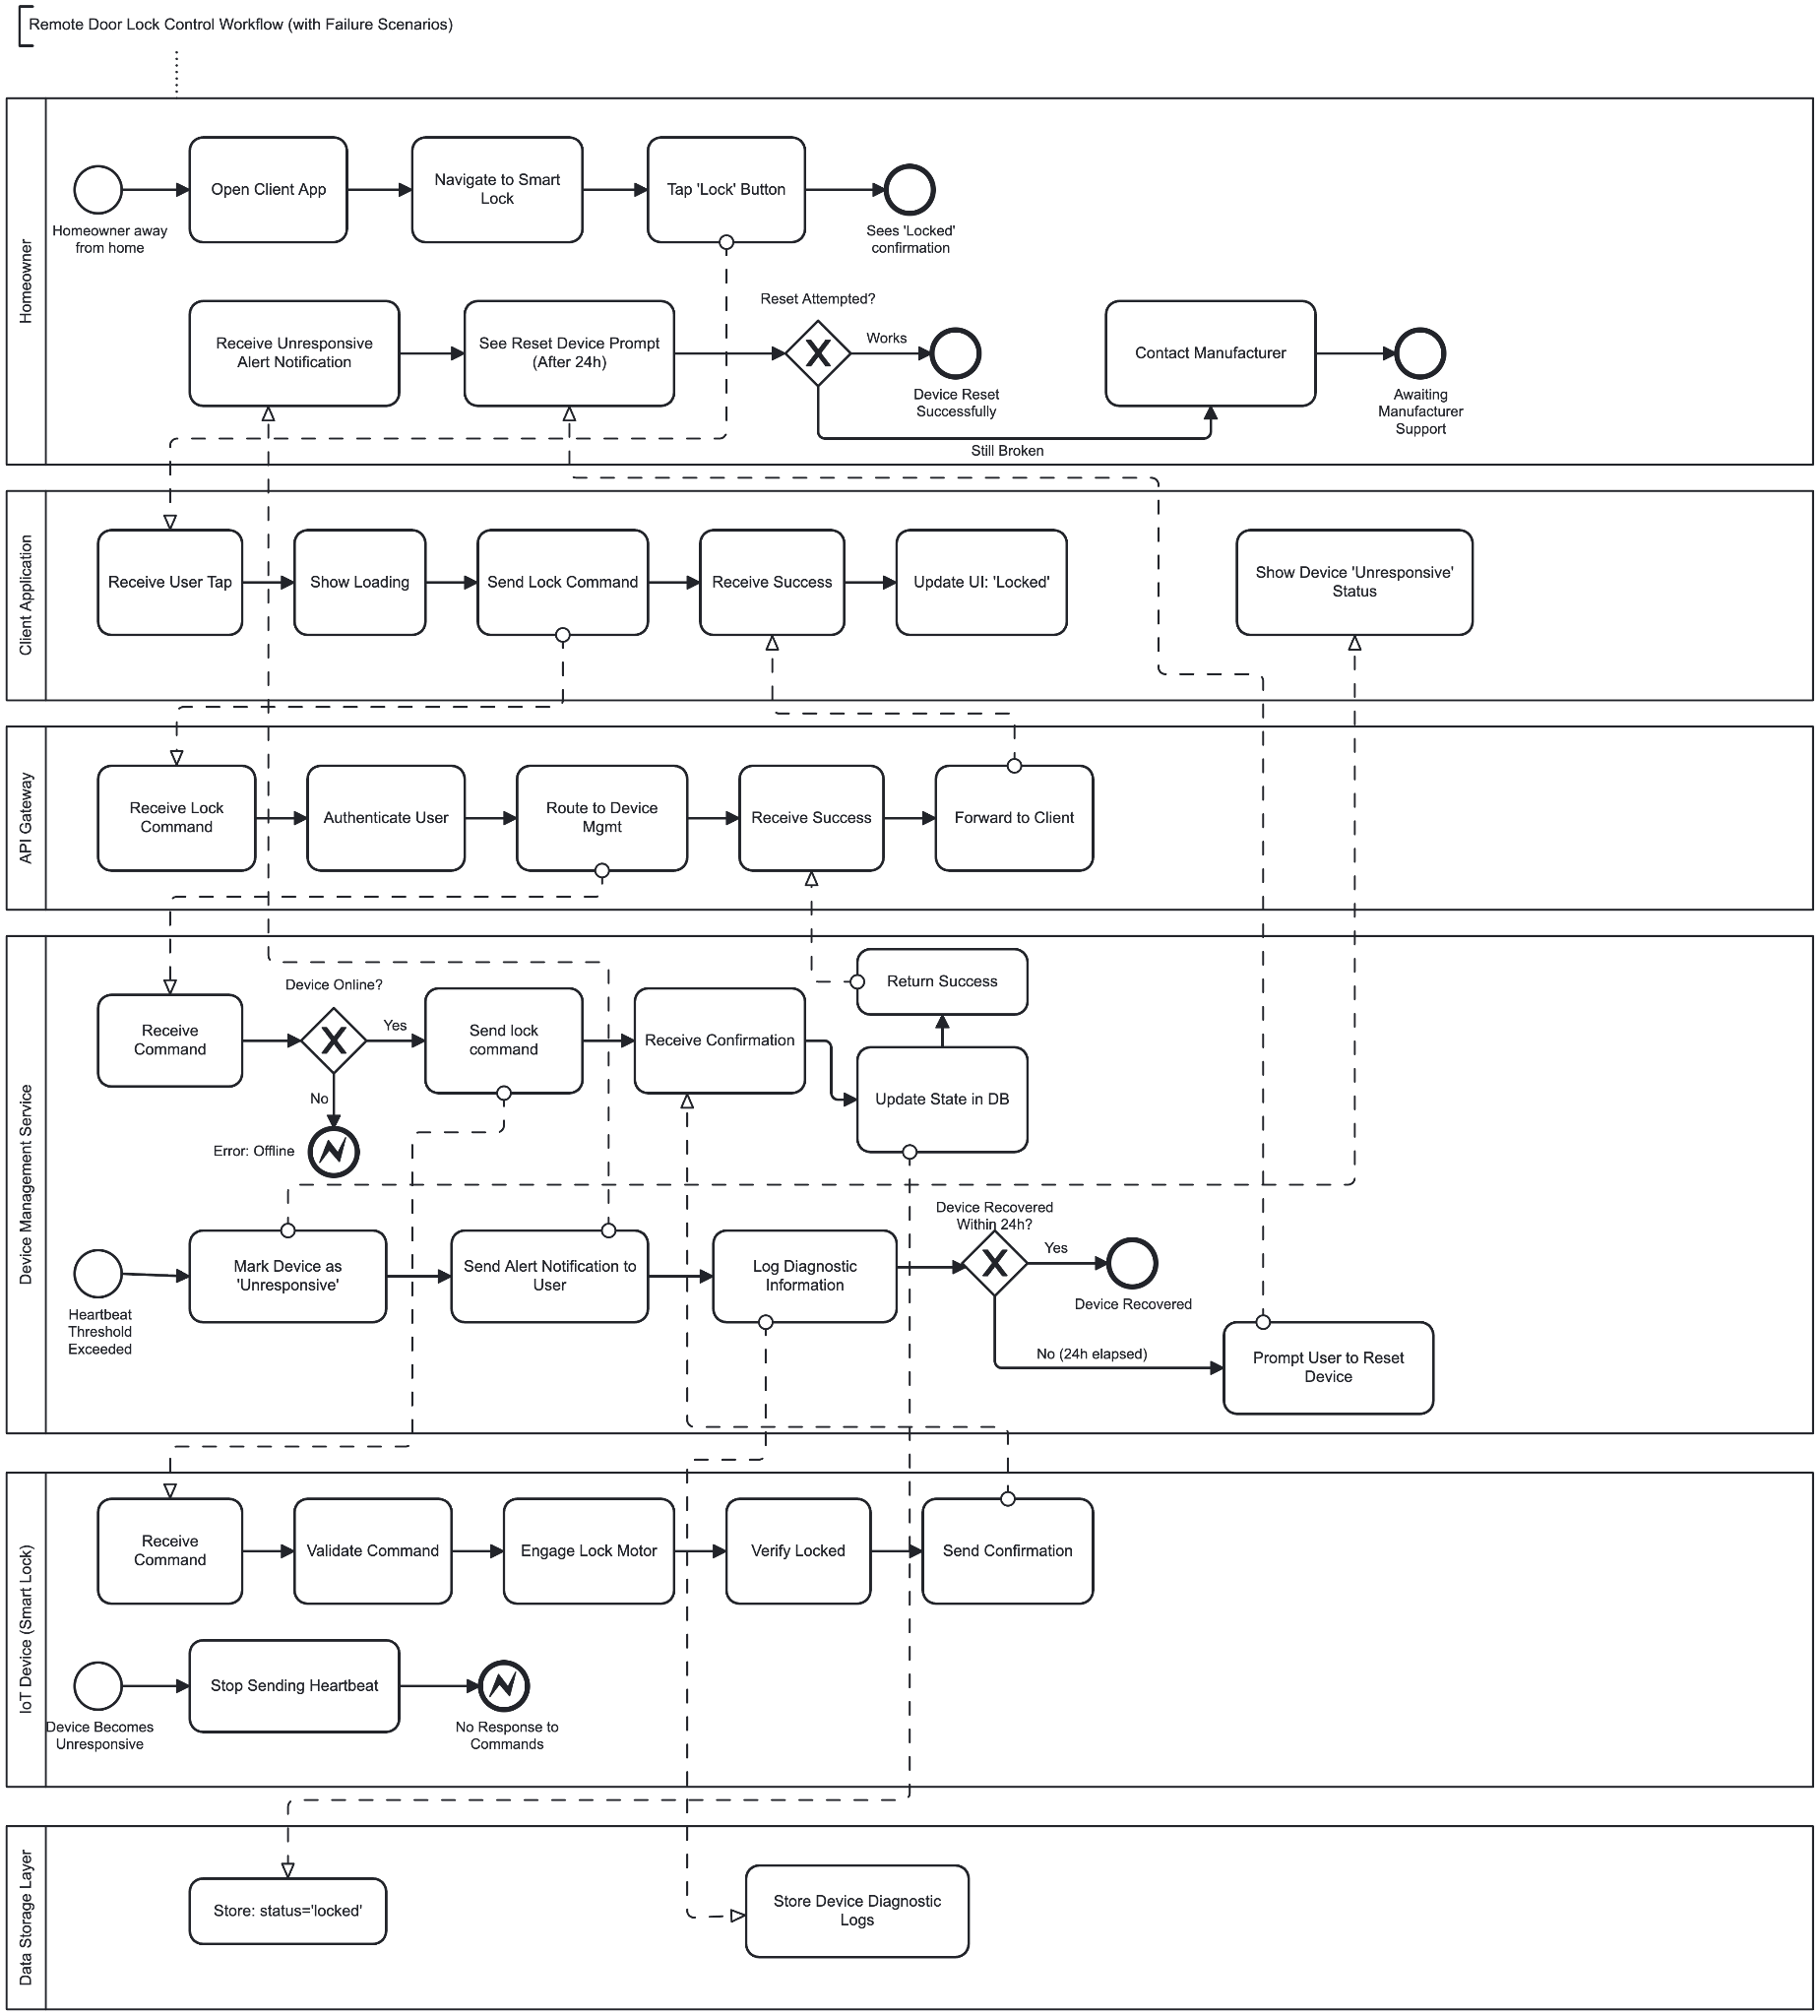 Remote Door Lock Control Workflow (with Failure Scenarios)
Homeowner
Homeowner away
from home
Open Client App
Navigate to Smart
Lock
Tap 'Lock' Button
Sees 'Locked'
confirmation
Receive Unresponsive
Alert Notification
See Reset Device Prompt
(After 24h)
Reset Attempted?
Works
Device Reset
Successfully
Still Broken
Contact Manufacturer
Awaiting
Manufacturer
Support
Client Application
Receive User Tap
Show Loading
Send Lock Command
Receive Success
Update UI: 'Locked'
Show Device 'Unresponsive'
Status
API Gateway
Receive Lock
Command
Authenticate User
Route to Device
Mgmt
Receive Success
Forward to Client
Device Management Service
Receive
Command
Device Online?
Yes
No
Error: Offline
Send lock
command
Receive Confirmation
Return Success
Update State in DB
Heartbeat
Threshold
Exceeded
Mark Device as
'Unresponsive'
Send Alert Notification to
User
Log Diagnostic
Information
Device Recovered
Within 24h?
Yes
Device Recovered
No (24h elapsed)
Prompt User to Reset
Device
IoT Device (Smart Lock)
Receive
Command
Validate Command
Engage Lock Motor
Verify Locked
Send Confirmation
Device Becomes
Unresponsive
Stop Sending Heartbeat
No Response to
Commands
Data Storage Layer
Store: status='locked'
Store Device Diagnostic
Logs